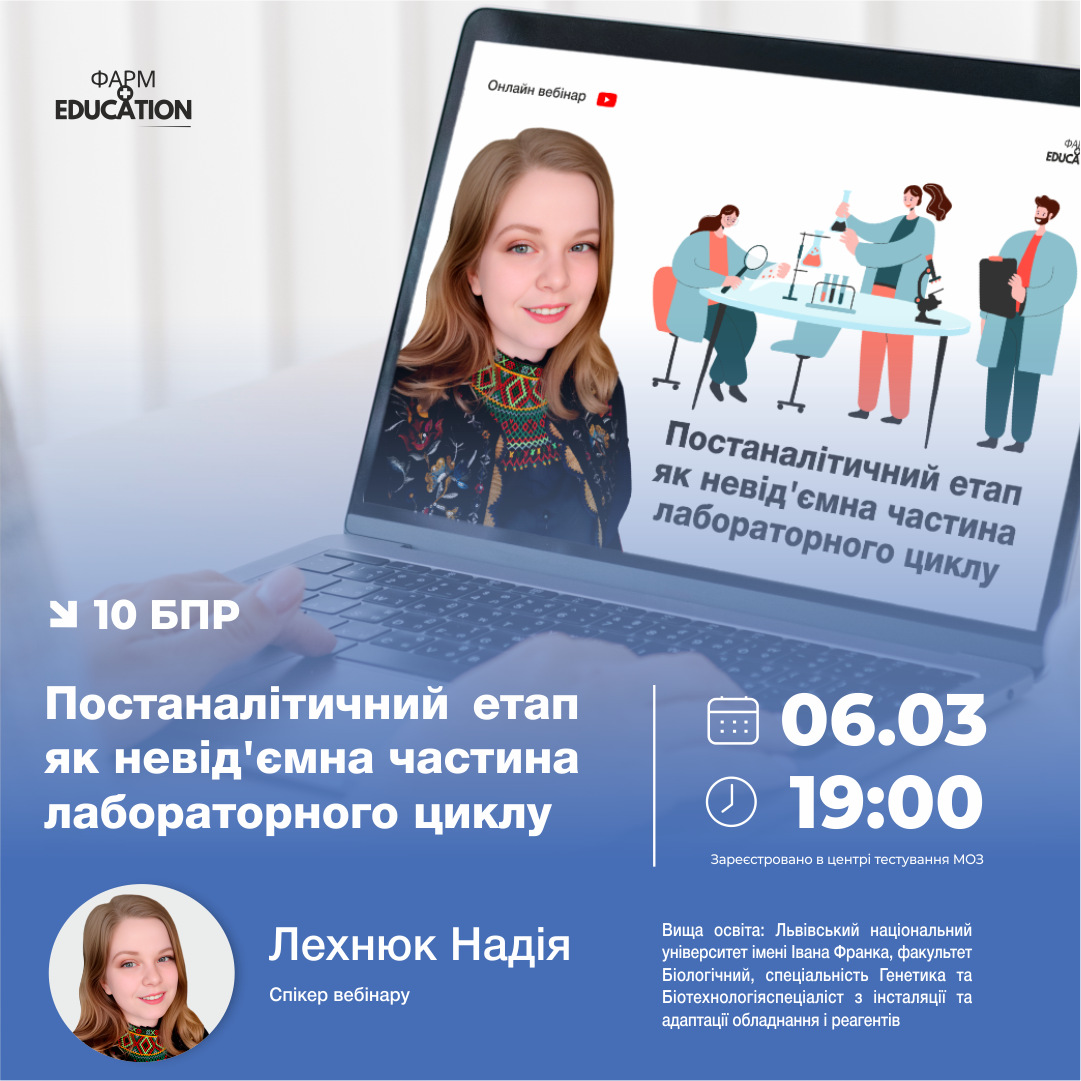 ФАРМ
EDUCATION
Онлайн вебінар
ФА
EDUCA
Постаналітичний етап
як невід'ємна частина
лабораторного циклу
10 БПР
Постаналітичний етап
як невід'ємна частина
лабораторного циклу
06.03
19:00
Зареєстровано в центрі тестування МОЗ
Лехнюк Надія
Спікер вебінару
Вища освіта: Львівський національний
університет імені Івана Франка, факультет
Біологічний, спеціальність Генетика та
Біотехнологіяспеціаліст з інсталяції та
адаптації обладнання і реагентів